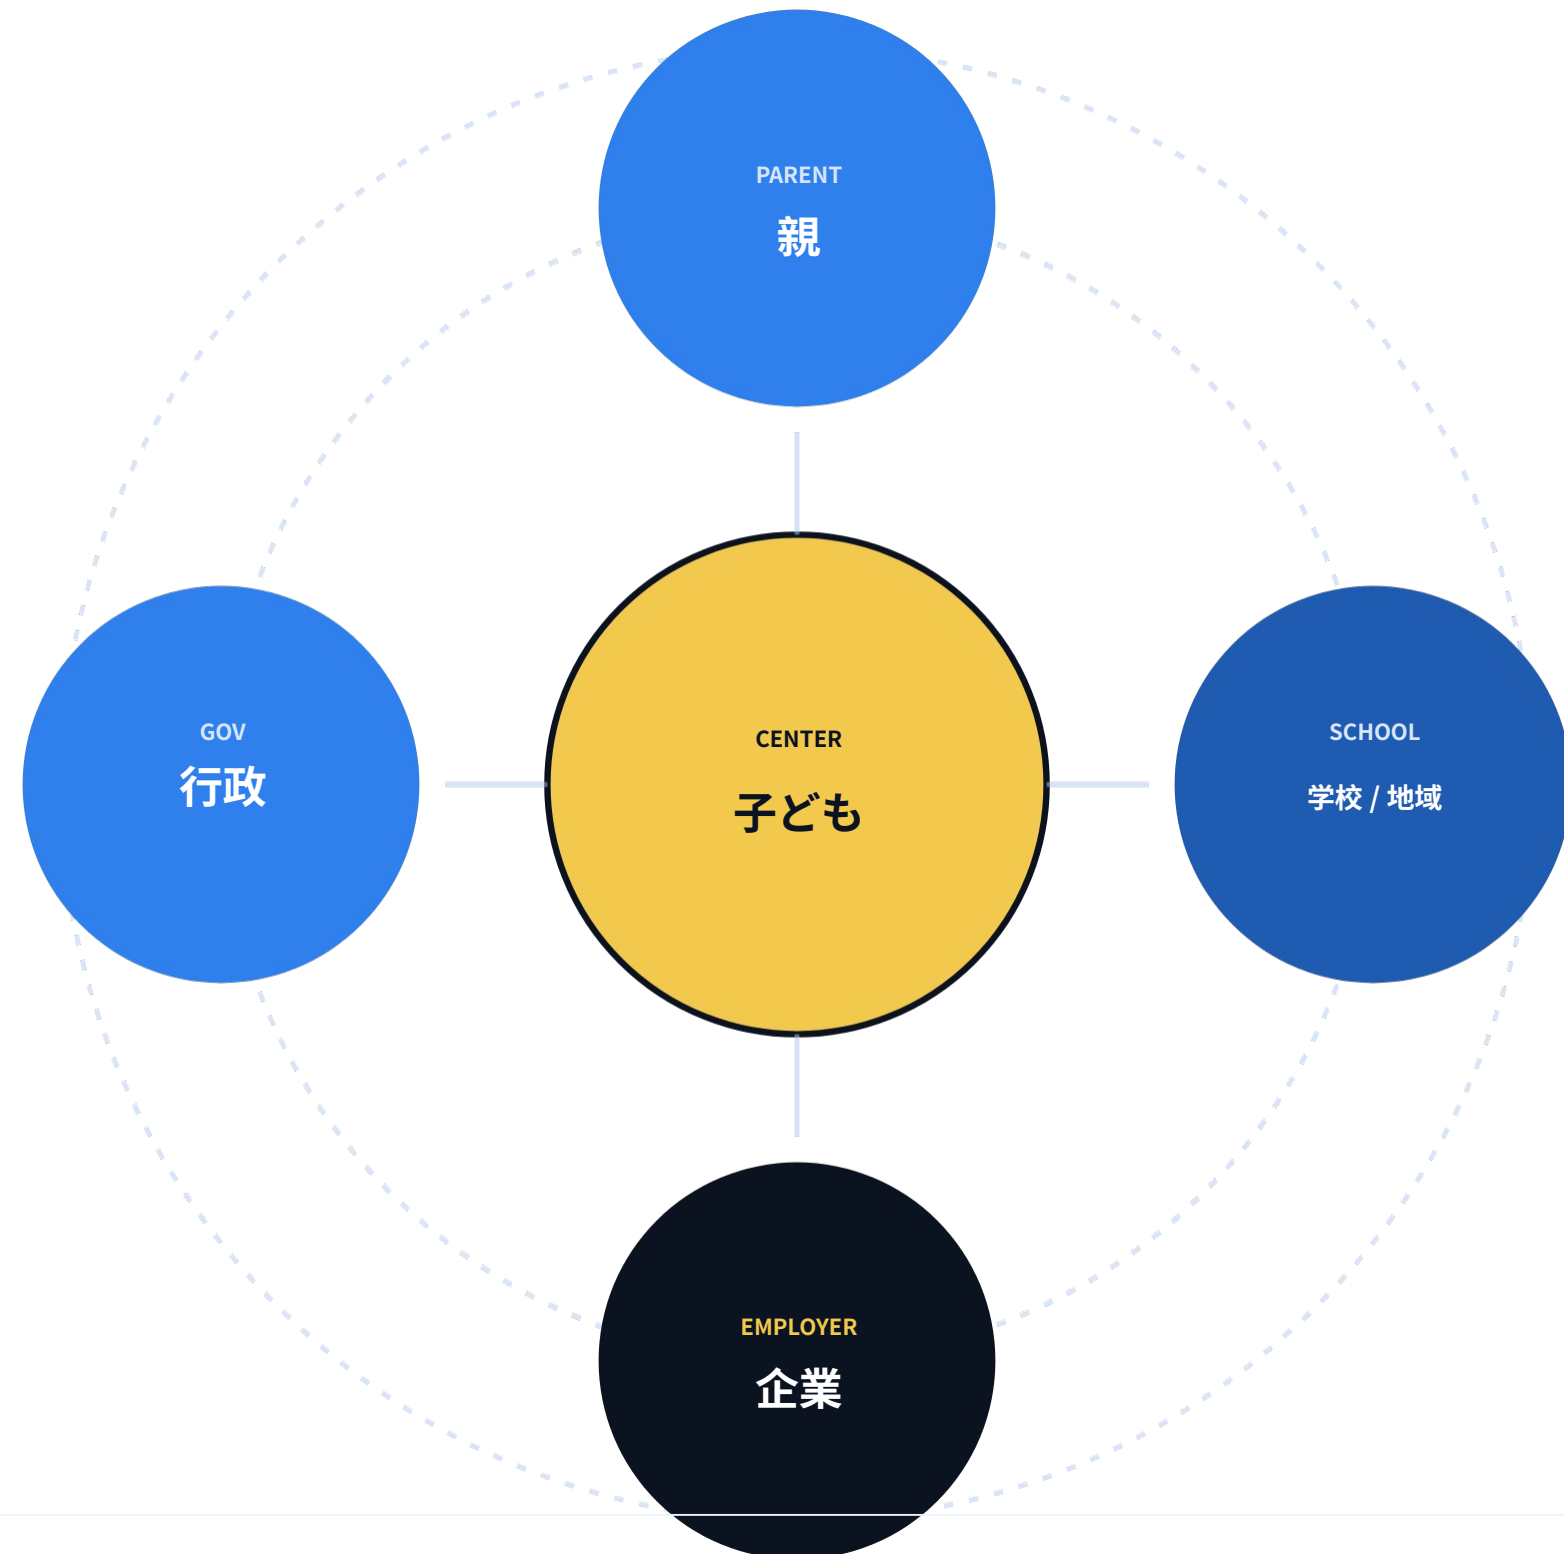 PARENT
親
GOV
行政
CENTER
子ども
SCHOOL
学校 / 地域
EMPLOYER
企業